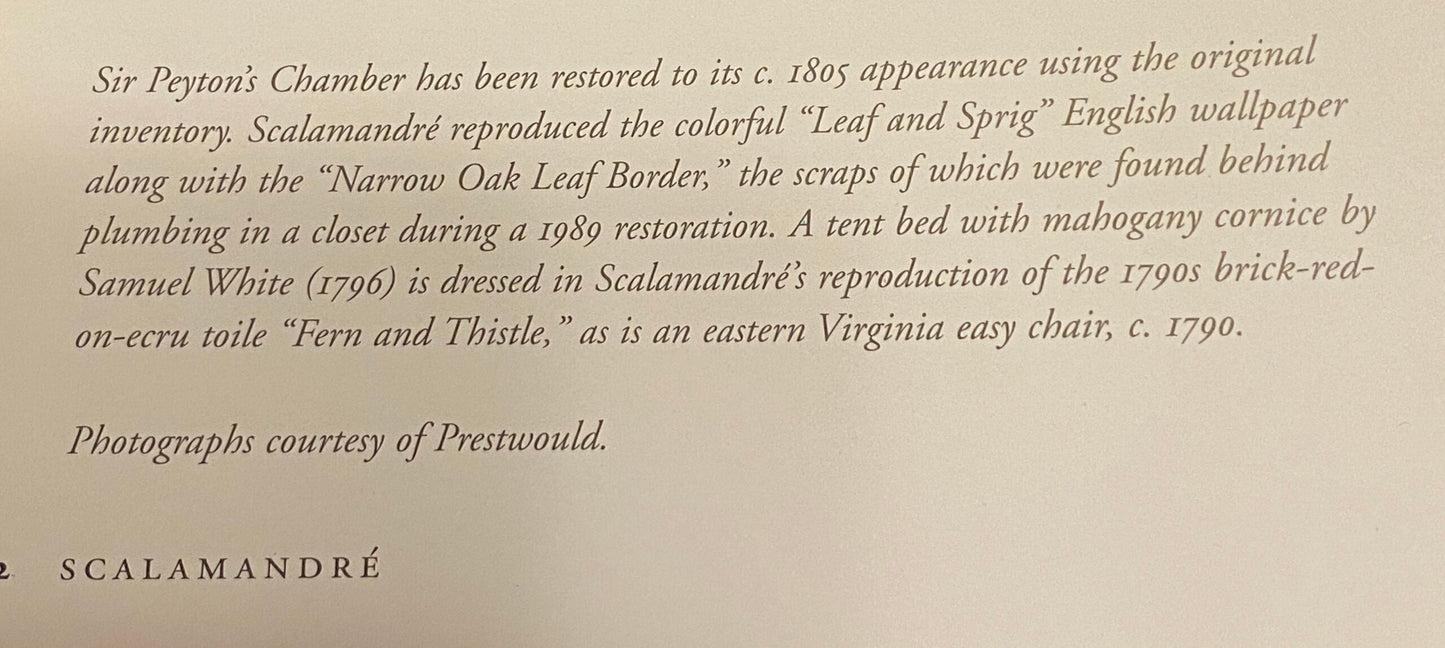 Sir Peyton’s Chamber has been restored to its c. 1805 appearance using the original
inventory. Scalamandré reproduced the colorful “Leaf and Sprig” English wallpaper
along with the “Narrow Oak Leaf Border,” the scraps of which were found behind
plumbing in a closet during a 1989 restoration. A tent bed with mahogany cornice by
Samuel White (1796) is dressed in Scalamandré’s reproduction of the 1790s brick-red-
on-ecru toile “Fern and Thistle,” as is an eastern Virginia easy chair, c. 1790.
Photographs courtesy of Prestwould.
2 SCALAMANDRÉ